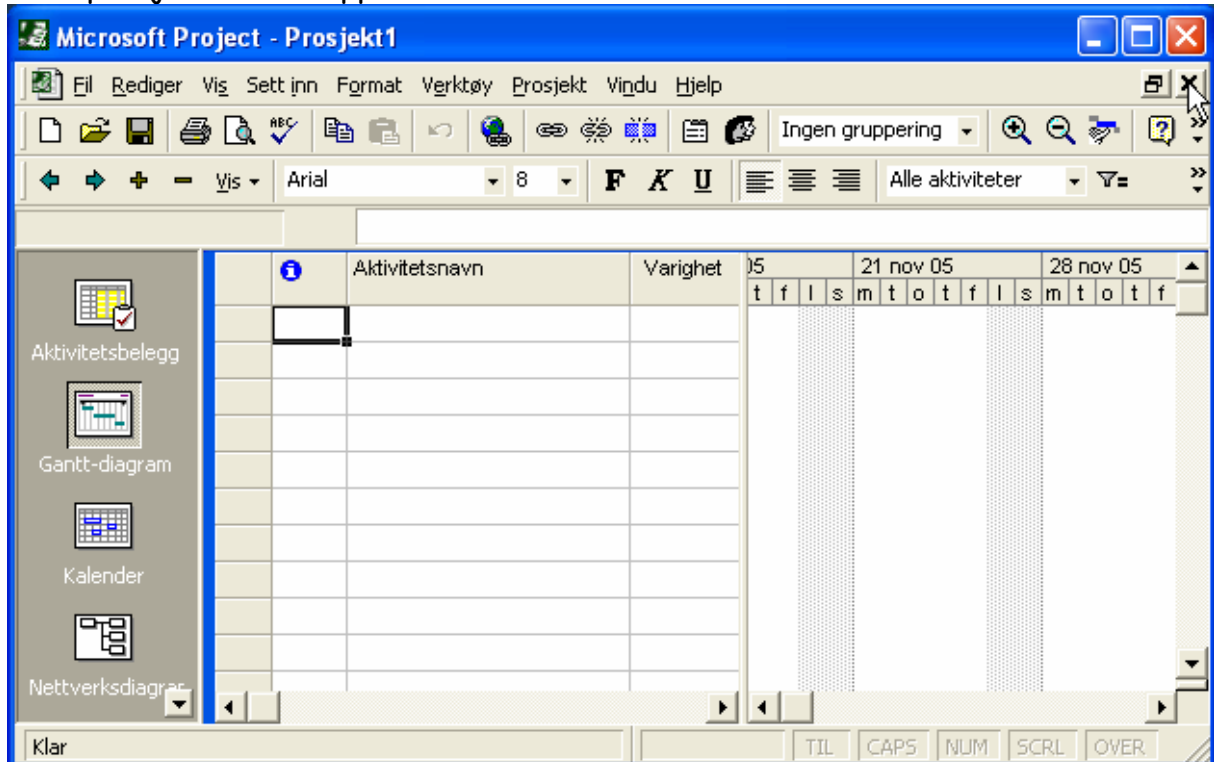 Microsoft Project - Prosjekt1
Fil Rediger Vis Sett inn Format Verktøy Prosjekt Vindu Hjelp
ABC Ingen gruppering
Vis Arial 8 F K U Alle aktiviteter
Aktivitetsnavn Varighet 05 21 nov 05 28 nov 05
t f l s m t o t f l s m t o t f
Aktivitetsbelegg
Gantt-diagram
Kalender
Nettverksdiagrar
Klar TIL CAPS NUM SCRL OVER